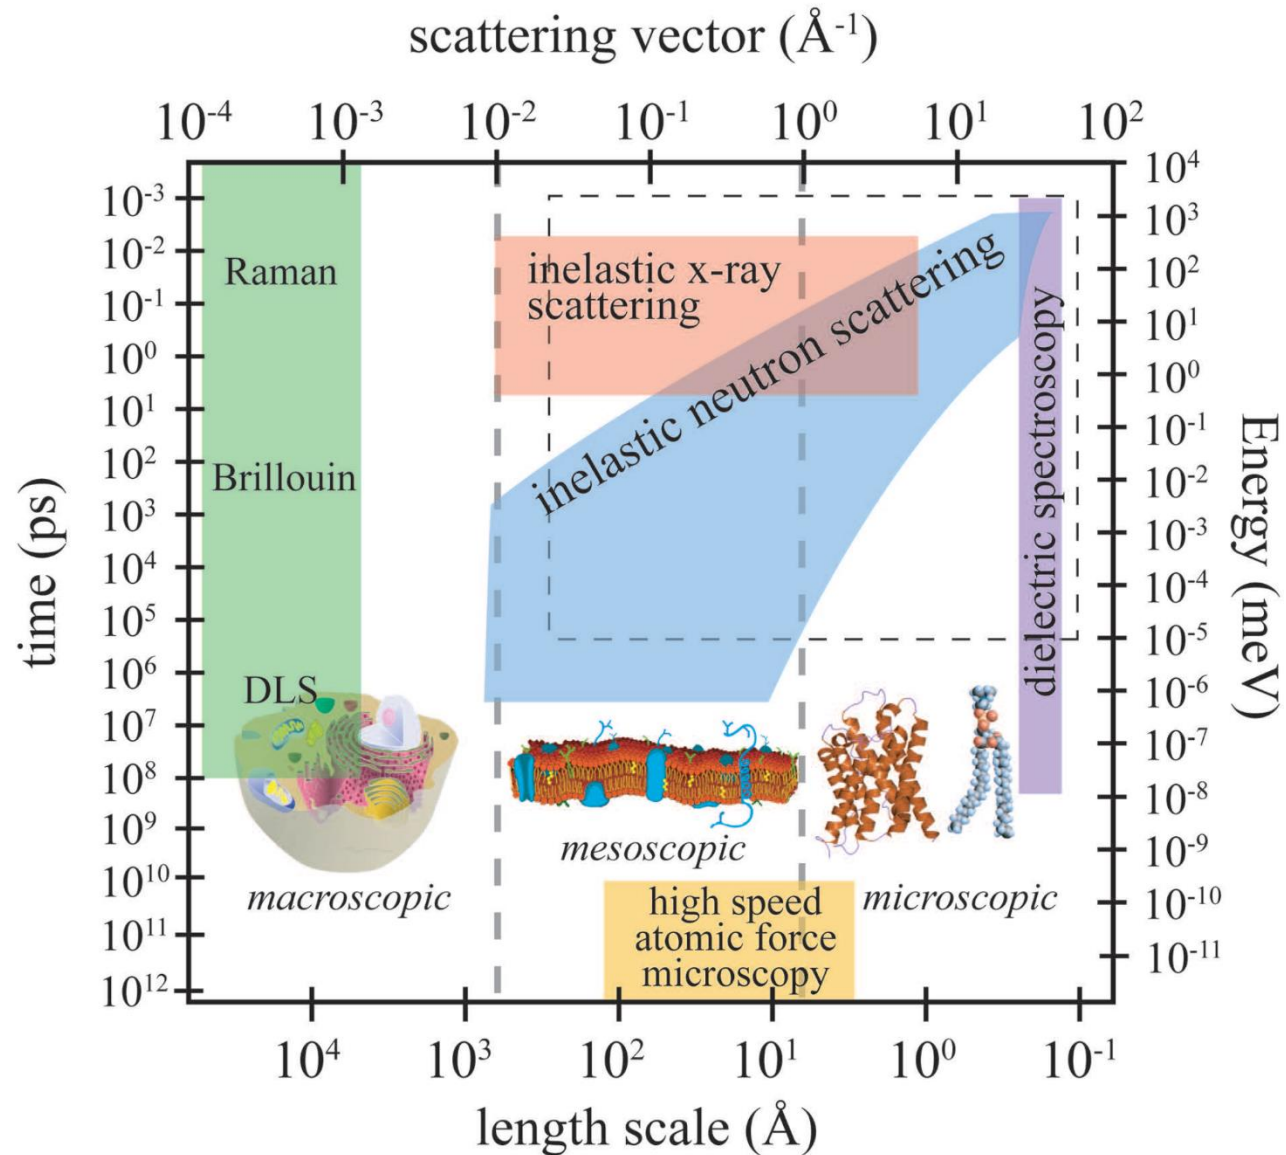 scattering vector (Å⁻¹)
10⁻⁴ 10⁻³ 10⁻² 10⁻¹ 10⁰ 10¹ 10²
time (ps)
10⁻³
10⁻²
10⁻¹
10⁰
10¹
10²
10³
10⁴
10⁵
10⁶
10⁷
10⁸
10⁹
10¹⁰
10¹¹
10¹²
Raman
Brillouin
DLS
inelastic x-ray
scattering
inelastic neutron scattering
dielectric spectroscopy
macroscopic
mesoscopic
microscopic
high speed
atomic force
microscopy
10⁴
10³
10²
10¹
10⁰
10⁻¹
10⁻²
10⁻³
10⁻⁴
10⁻⁵
10⁻⁶
10⁻⁷
10⁻⁸
10⁻⁹
10⁻¹⁰
10⁻¹¹
Energy (meV)
10⁴ 10³ 10² 10¹ 10⁰ 10⁻¹
length scale (Å)